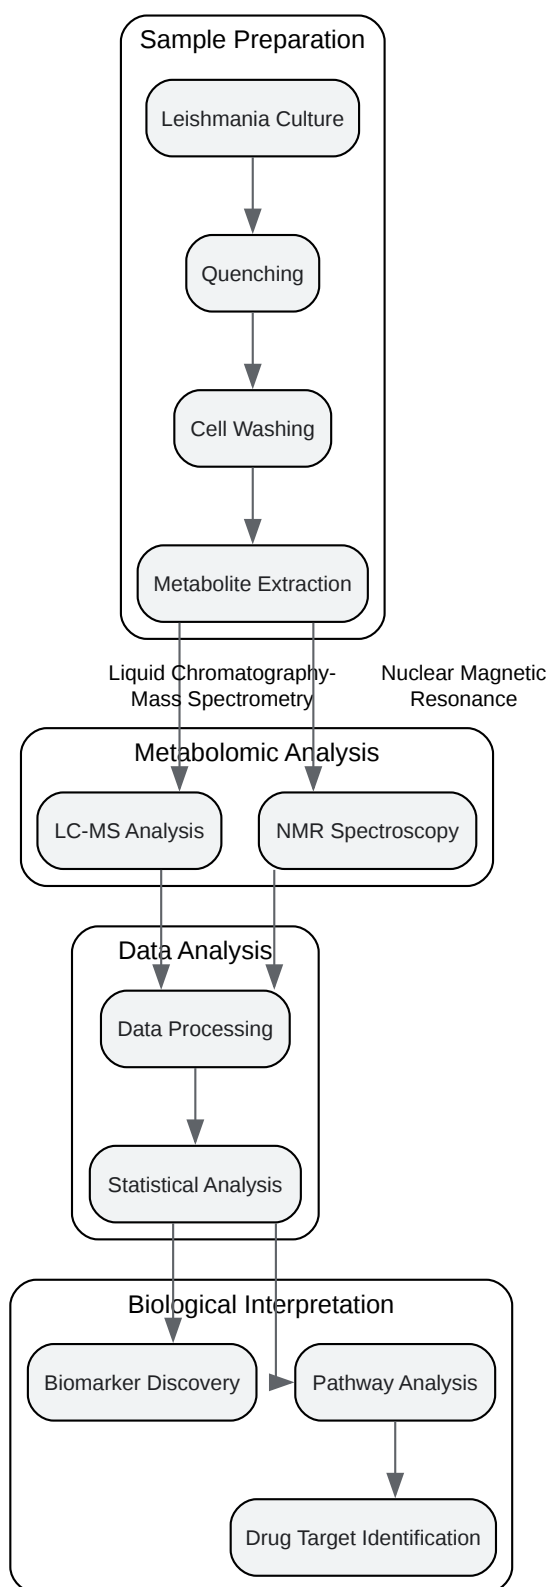 Sample Preparation
Leishmania Culture
Quenching
Cell Washing
Metabolite Extraction
Liquid Chromatography-
Mass Spectrometry
Nuclear Magnetic
Resonance
Metabolomic Analysis
LC-MS Analysis
NMR Spectroscopy
Data Analysis
Data Processing
Statistical Analysis
Biological Interpretation
Biomarker Discovery
Pathway Analysis
Drug Target Identification